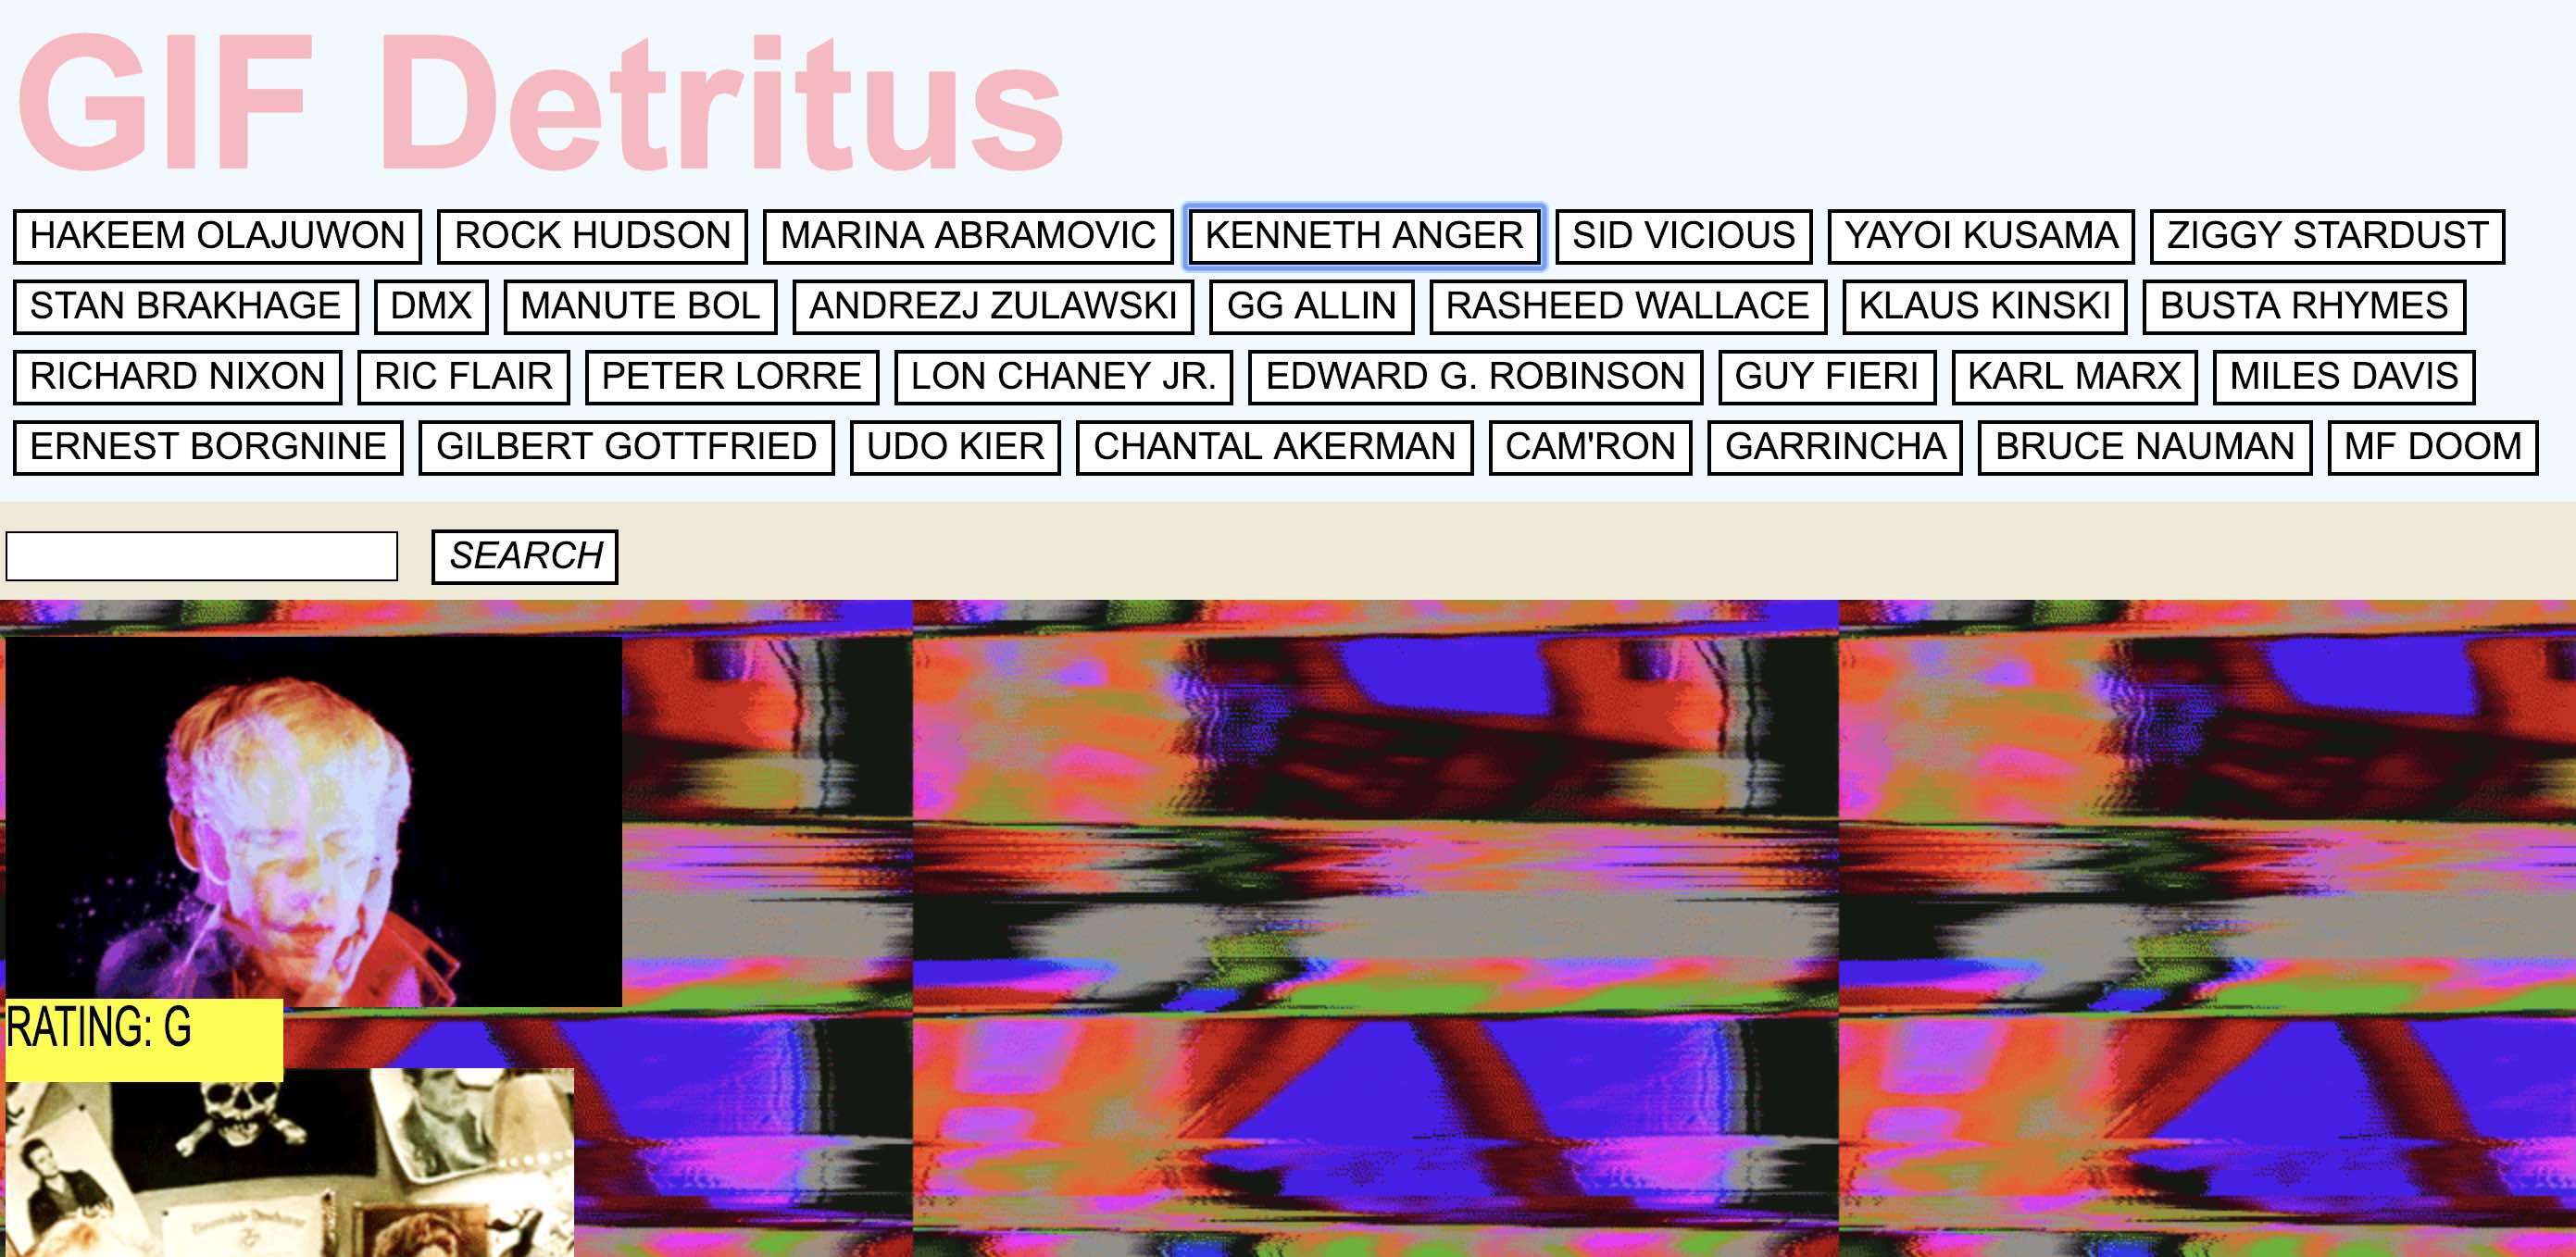 GIF Detritus
HAKEEM OLAJUWON ROCK HUDSON MARINA ABRAMOVIC KENNETH ANGER SID VICIOUS YAYOI KUSAMA ZIGGY STARDUST
STAN BRAKHAGE DMX MANUTE BOL ANDREZJ ZULAWSKI GG ALLIN RASHEED WALLACE KLAUS KINSKI BUSTA RHYMES
RICHARD NIXON RIC FLAIR PETER LORRE LON CHANEY JR. EDWARD G. ROBINSON GUY FIERI KARL MARX MILES DAVIS
ERNEST BORGNINE GILBERT GOTTFRIED UDO KIER CHANTAL AKERMAN CAM'RON GARRINCHA BRUCE NAUMAN MF DOOM
SEARCH
RATING: G